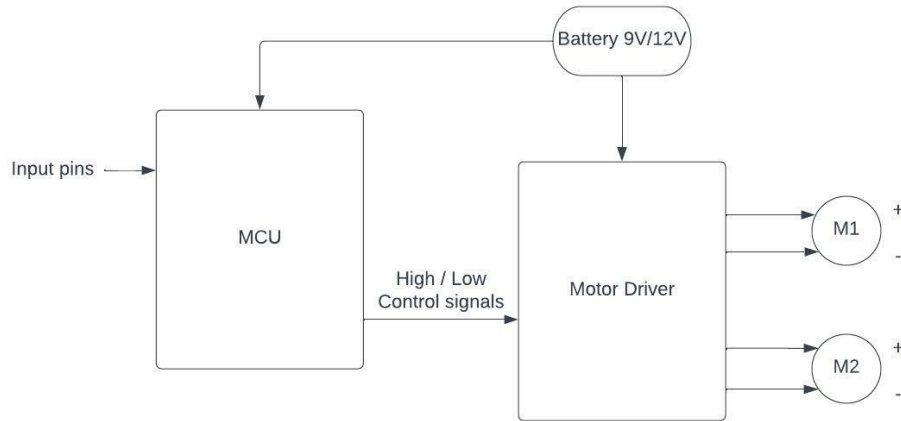 Battery 9V/12V
Input pins
MCU
High / Low
Control signals
Motor Driver
M1
+
-
M2
+
-